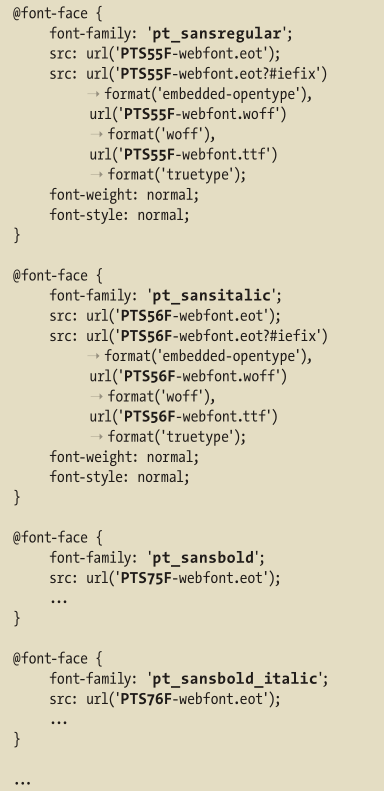 @font-face {
font-family: 'pt_sansregular';
src: url('PTS55F-webfont.eot');
src: url('PTS55F-webfont.eot?#iefix')
→ format('embedded-opentype'),
url('PTS55F-webfont.woff')
→ format('woff'),
url('PTS55F-webfont.ttf')
→ format('truetype');
font-weight: normal;
font-style: normal;
}
@font-face {
font-family: 'pt_sansitalic';
src: url('PTS56F-webfont.eot');
src: url('PTS56F-webfont.eot?#iefix')
→ format('embedded-opentype'),
url('PTS56F-webfont.woff')
→ format('woff'),
url('PTS56F-webfont.ttf')
→ format('truetype');
font-weight: normal;
font-style: normal;
}
@font-face {
font-family: 'pt_sansbold';
src: url('PTS75F-webfont.eot');
...
}
@font-face {
font-family: 'pt_sansbold_italic';
src: url('PTS76F-webfont.eot');
...
}
...